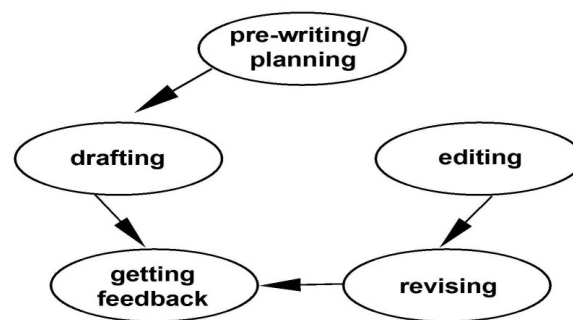 pre-writing/
planning
drafting
editing
getting
feedback
revising